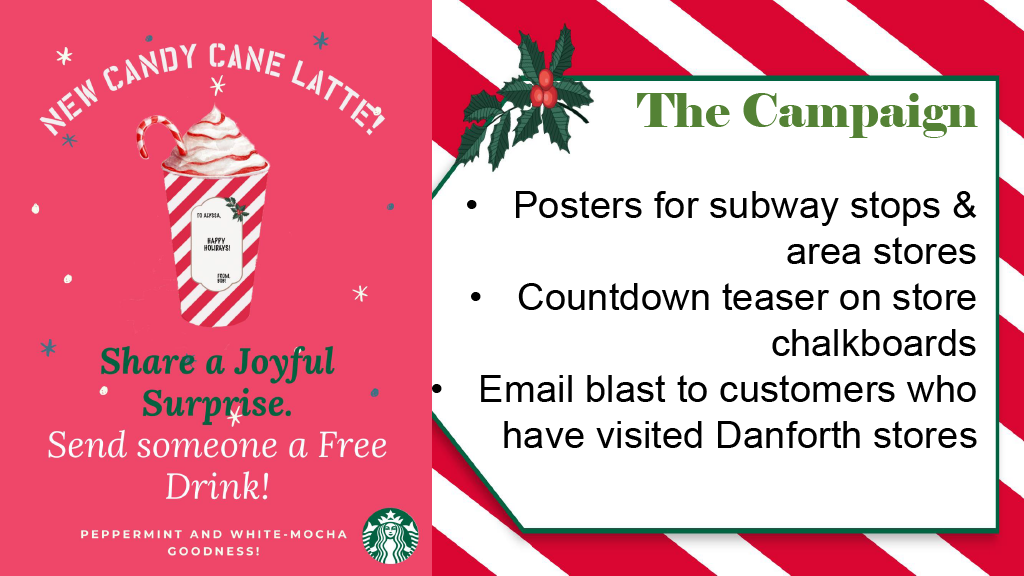 NEW CANDY CANE LATTE!
TO ALYSSA,
HAPPY
HOLIDAYS!
FROM,
Share a Joyful
Surprise.
Send someone a Free
Drink!
PEPPERMINT AND WHITE-MOCHA
GOODNESS!
The Campaign
• Posters for subway stops &
area stores
• Countdown teaser on store
chalkboards
• Email blast to customers who
have visited Danforth stores